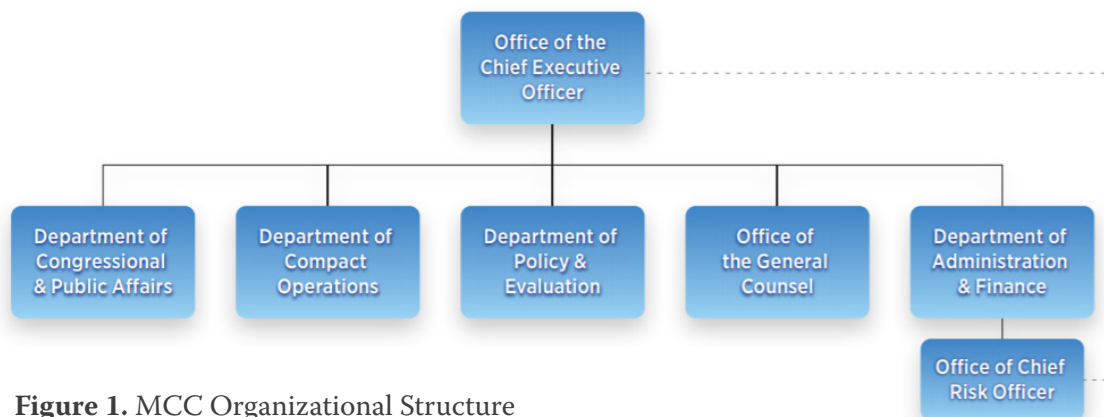 Office of the
Chief Executive
Officer
Department of
Congressional
& Public Affairs
Department of
Compact
Operations
Department of
Policy &
Evaluation
Office of
the General
Counsel
Department of
Administration
& Finance
Office of Chief
Risk Officer
Figure 1. MCC Organizational Structure